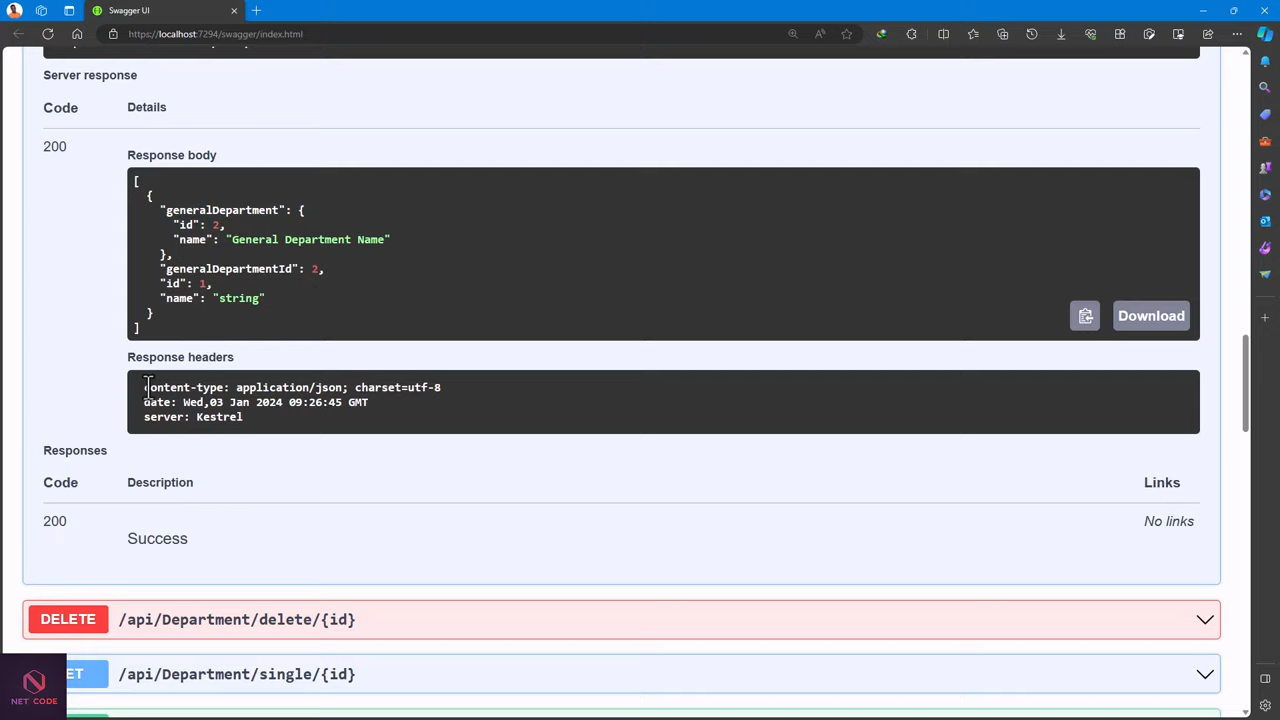 Swagger UI
https://localhost:7294/swagger/index.html
Server response
Code Details
200
Response body
[
{
"generalDepartment": {
"id": 2,
"name": "General Department Name"
},
"generalDepartmentId": 2,
"id": 1,
"name": "string"
}
]
Download
Response headers
content-type: application/json; charset=utf-8
date: Wed,03 Jan 2024 09:26:45 GMT
server: Kestrel
Responses
Code Description Links
200
Success
No links
DELETE /api/Department/delete/{id}
ET /api/Department/single/{id}
NET CODE